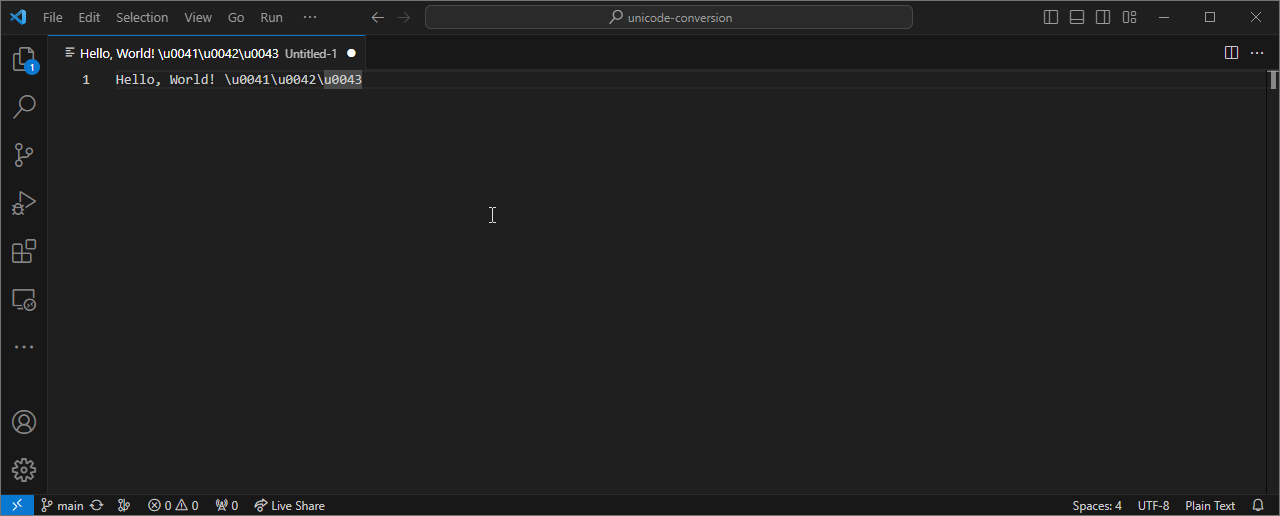 File Edit Selection View Go Run ···
unicode-conversion
Hello, World! \u0041\u0042\u0043 Untitled-1
1 Hello, World! \u0041\u0042\u0043
1
main 0 0 0 Live Share
Spaces: 4 UTF-8 Plain Text